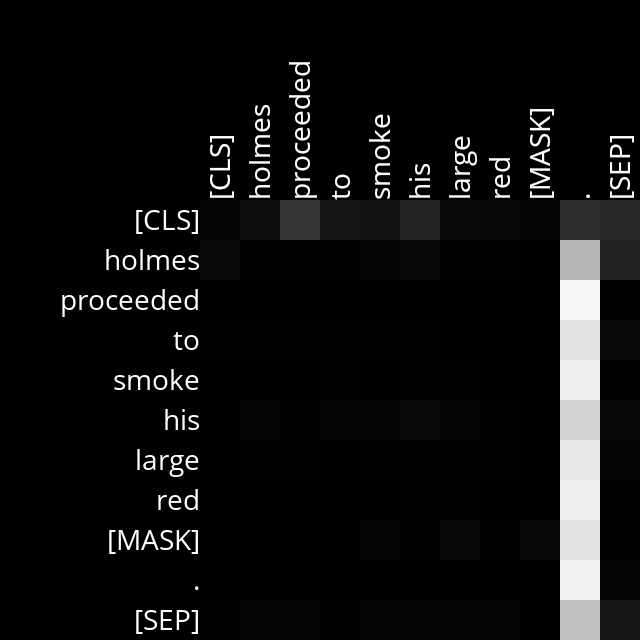 [CLS] holmes proceeded to smoke his large red [MASK] . [SEP]
[CLS]
holmes
proceeded
to
smoke
his
large
red
[MASK]
.
[SEP]